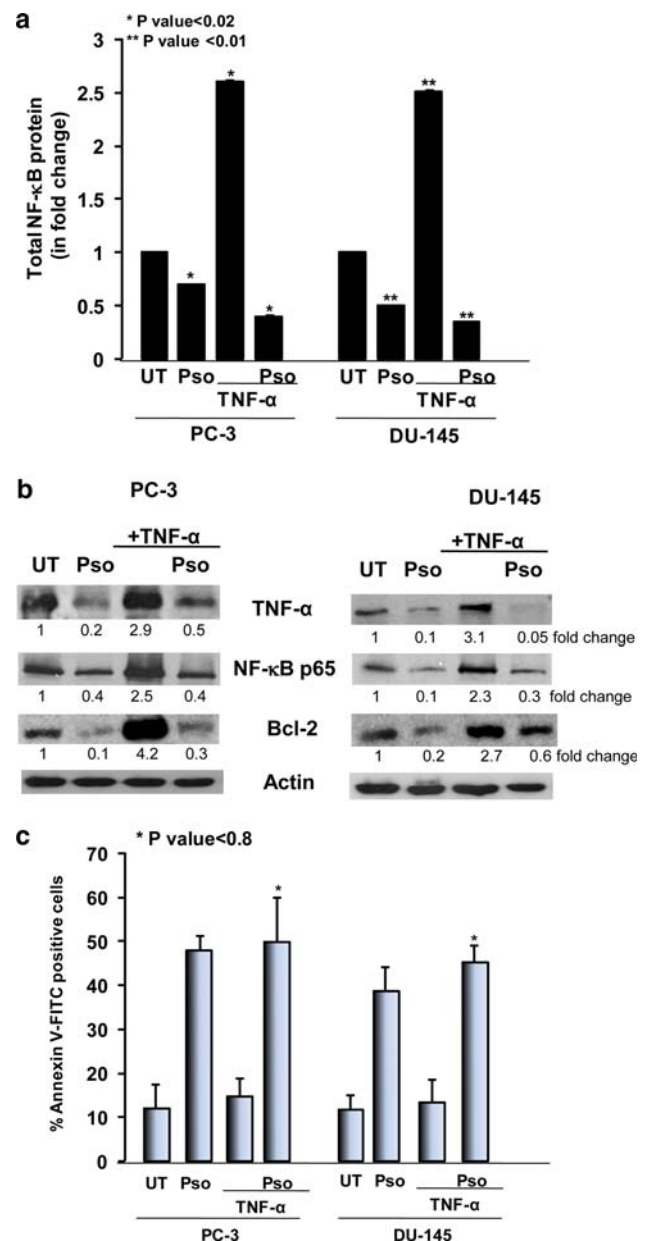 a
* P value<0.02
** P value <0.01
Total NF-κB protein
(in fold change)
3
2.5
2
1.5
1
0.5
0
* * * ** ** **
UT Pso Pso UT Pso Pso
TNF-α TNF-α
PC-3 DU-145
b
PC-3 DU-145
+TNF-α +TNF-α
UT Pso Pso UT Pso Pso
TNF-α
1 0.2 2.9 0.5 1 0.1 3.1 0.05 fold change
NF-κB p65
1 0.4 2.5 0.4 1 0.1 2.3 0.3 fold change
Bcl-2
1 0.1 4.2 0.3 1 0.2 2.7 0.6 fold change
Actin
c
* P value<0.8
% Annexin V-FITC positive cells
70
60
50
40
30
20
10
0
* *
UT Pso Pso UT Pso Pso
TNF-α TNF-α
PC-3 DU-145